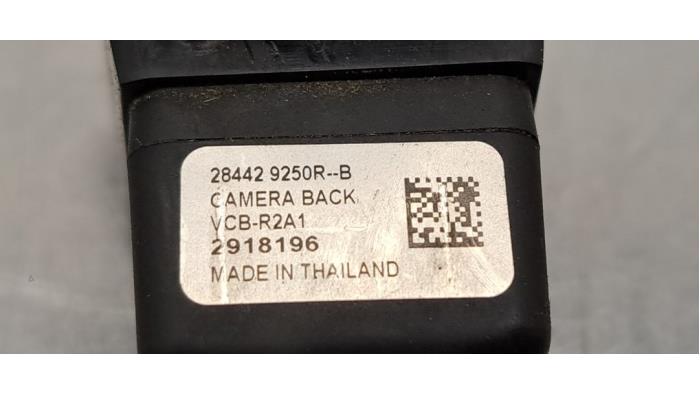 28442 9250R--B
CAMERA BACK
VCB-R2A1
2918196
MADE IN THAILAND